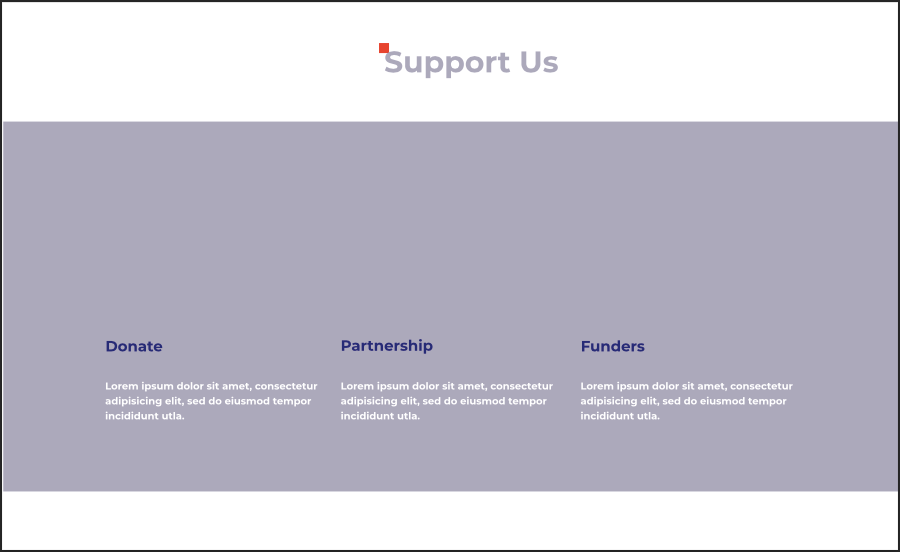 Support Us
Donate
Lorem ipsum dolor sit amet, consectetur
adipisicing elit, sed do eiusmod tempor
incididunt utla.
Partnership
Lorem ipsum dolor sit amet, consectetur
adipisicing elit, sed do eiusmod tempor
incididunt utla.
Funders
Lorem ipsum dolor sit amet, consectetur
adipisicing elit, sed do eiusmod tempor
incididunt utla.